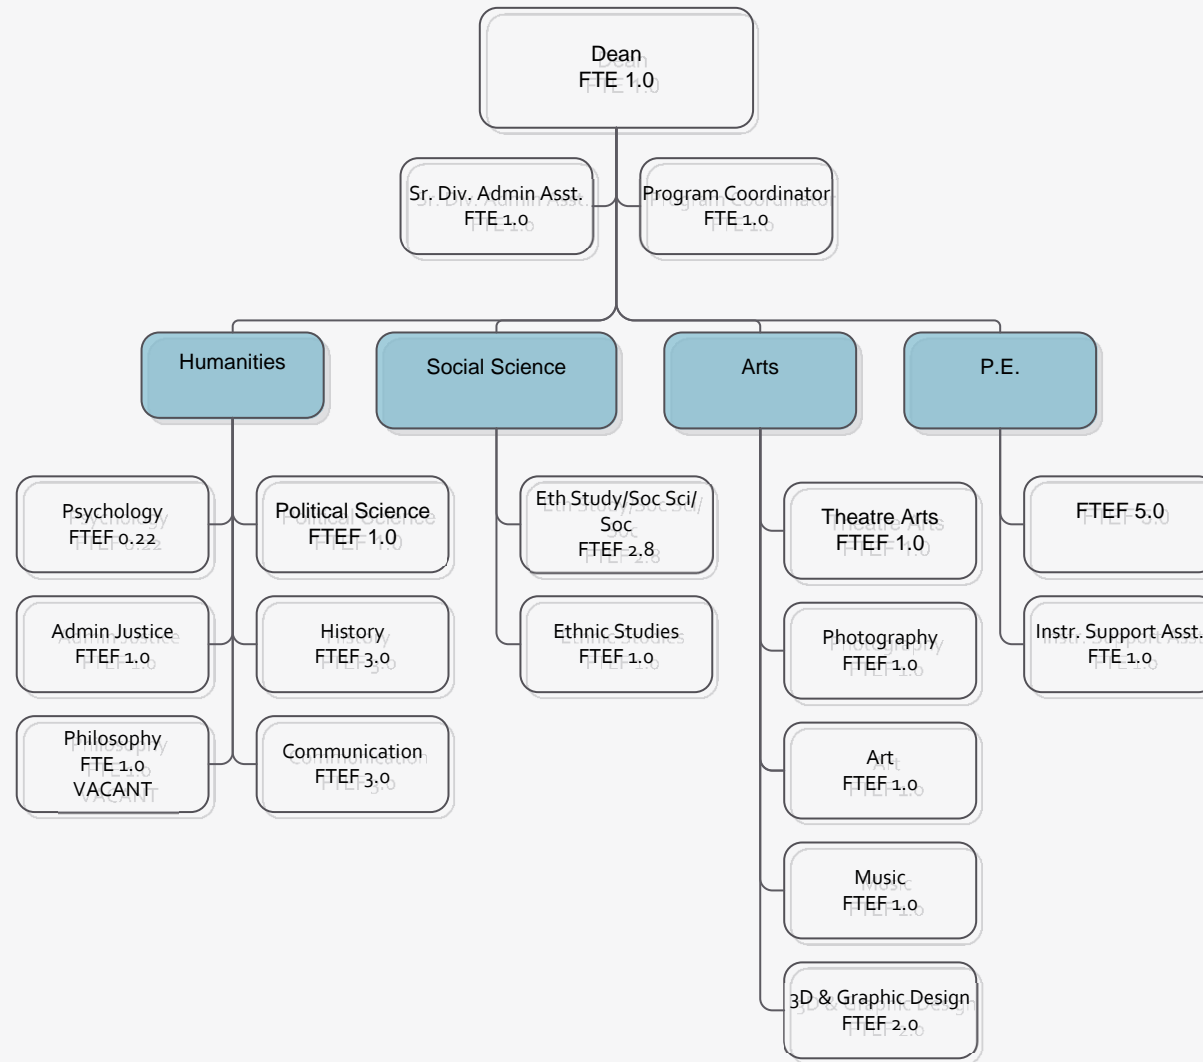 Dean
FTE 1.0
Sr. Div. Admin Asst.
FTE 1.0
Program Coordinator
FTE 1.0
Humanities
Social Science
Arts
P.E.
Psychology
FTEF 0.22
Political Science
FTEF 1.0
Eth Study/Soc Sci/
Soc
FTEF 2.8
Theatre Arts
FTEF 1.0
FTEF 5.0
Admin Justice
FTEF 1.0
History
FTEF 3.0
Ethnic Studies
FTEF 1.0
Photography
FTEF 1.0
Instr. Support Asst.
FTE 1.0
Philosophy
FTE 1.0
VACANT
Communication
FTEF 3.0
Art
FTEF 1.0
Music
FTEF 1.0
3D & Graphic Design
FTEF 2.0